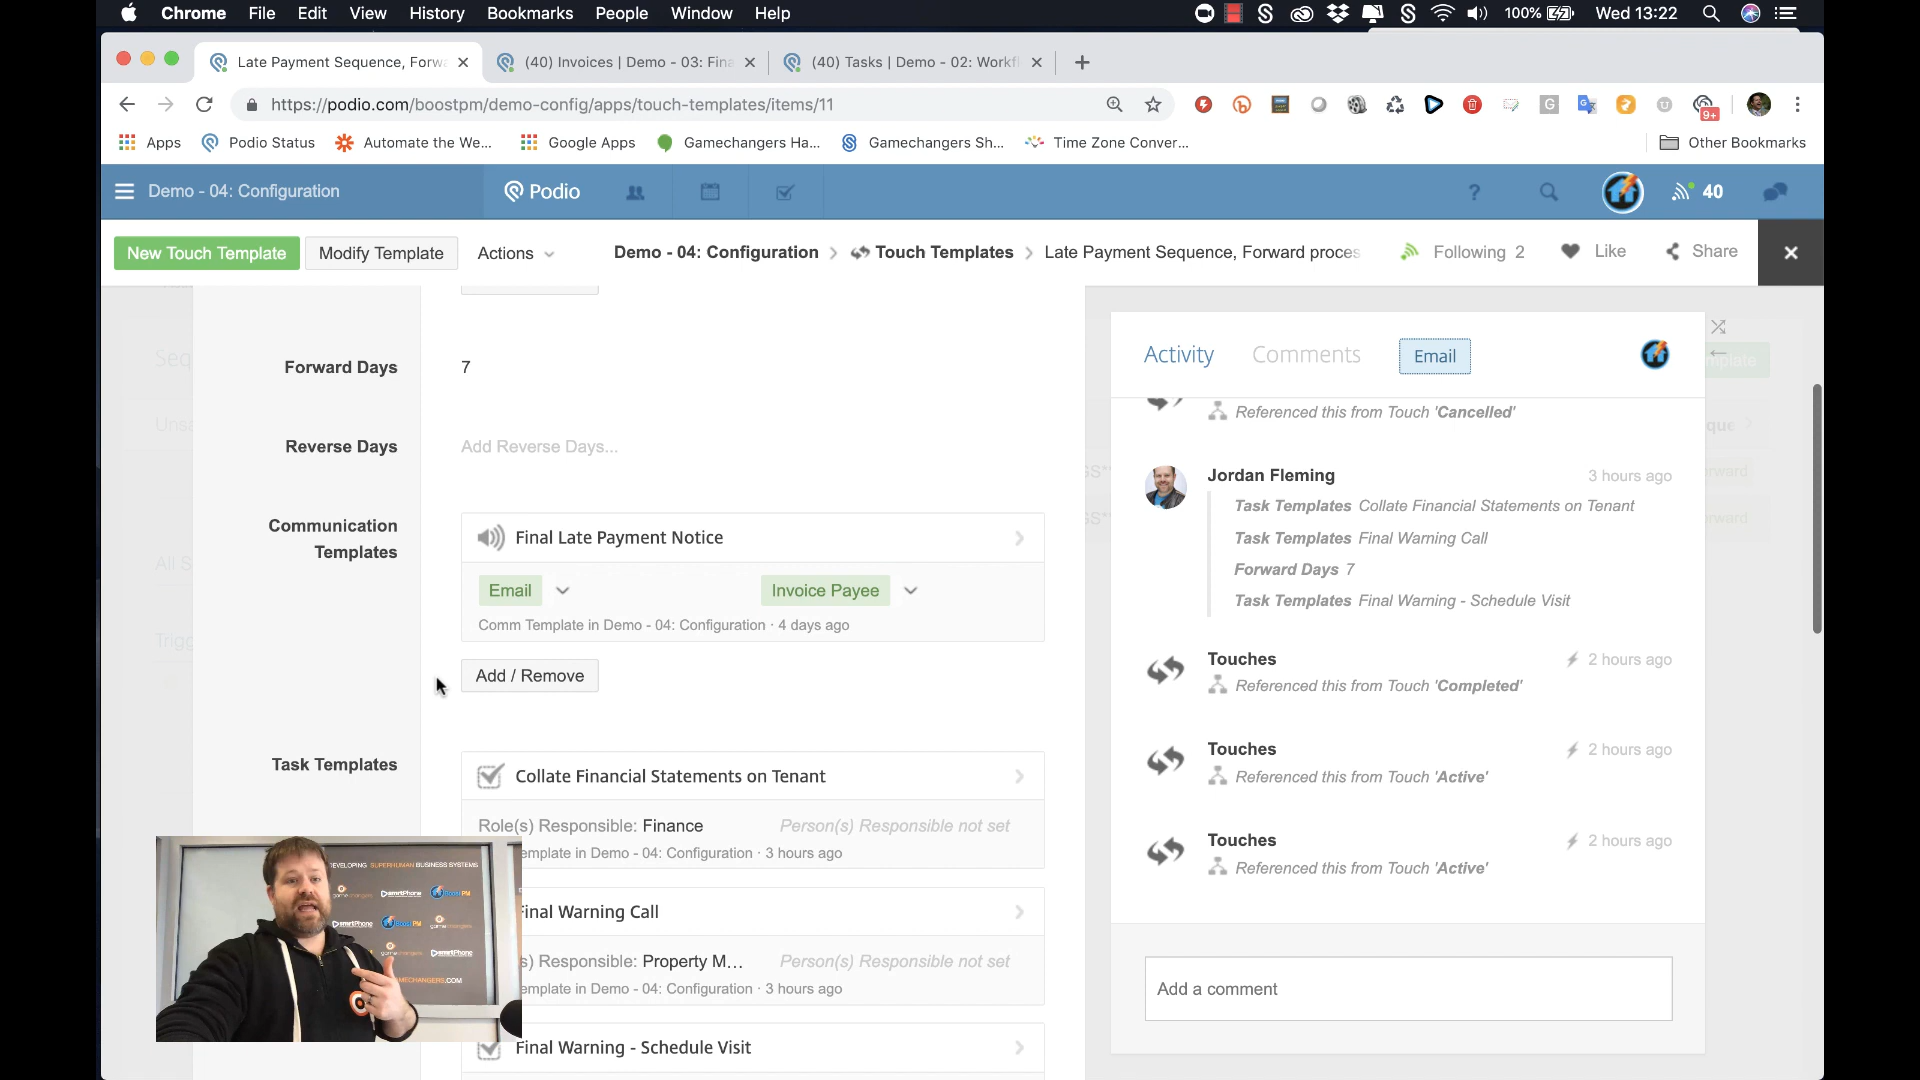 Chrome File Edit View History Bookmarks People Window Help 100% Wed 13:22
Late Payment Sequence, Forw
(40) Invoices | Demo - 03: Fina
(40) Tasks | Demo - 02: Workfl
https://podio.com/boostpm/demo-config/apps/touch-templates/items/11
9+
Apps Podio Status Automate the We... Google Apps Gamechangers Ha... Gamechangers Sh... Time Zone Conver... Other Bookmarks
Demo - 04: Configuration Podio ? 40
New Touch Template Modify Template Actions Demo - 04: Configuration Touch Templates Late Payment Sequence, Forward proces Following 2 Like Share
Forward Days 7
Reverse Days Add Reverse Days...
Communication Templates
Final Late Payment Notice
Email Invoice Payee
Comm Template in Demo - 04: Configuration · 4 days ago
Add / Remove
Task Templates
Collate Financial Statements on Tenant
Role(s) Responsible: Finance Person(s) Responsible not set
emplate in Demo - 04: Configuration · 3 hours ago
Final Warning Call
s) Responsible: Property M... Person(s) Responsible not set
emplate in Demo - 04: Configuration · 3 hours ago
Final Warning - Schedule Visit
Activity Comments Email
Referenced this from Touch 'Cancelled'
Jordan Fleming 3 hours ago
Task Templates Collate Financial Statements on Tenant
Task Templates Final Warning Call
Forward Days 7
Task Templates Final Warning - Schedule Visit
Touches 2 hours ago
Referenced this from Touch 'Completed'
Touches 2 hours ago
Referenced this from Touch 'Active'
Touches 2 hours ago
Referenced this from Touch 'Active'
Add a comment
DEVELOPING SUPERHUMAN BUSINESS SYSTEMS
smrtPhone